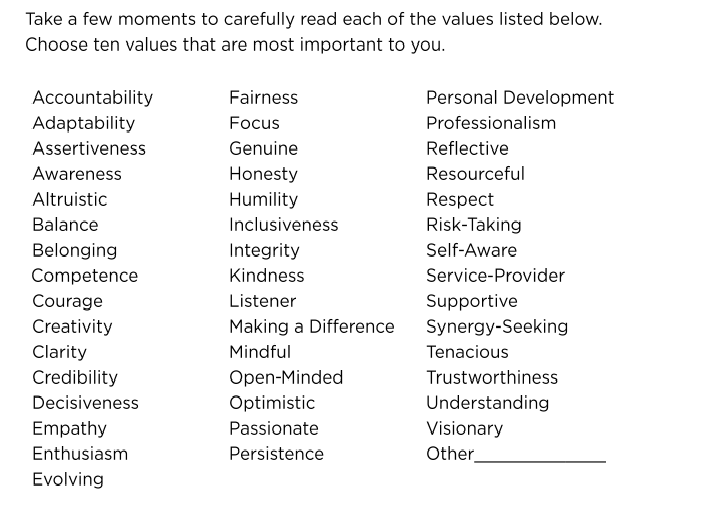 Take a few moments to carefully read each of the values listed below.
Choose ten values that are most important to you.
Accountability
Adaptability
Assertiveness
Awareness
Altruistic
Balance
Belonging
Competence
Courage
Creativity
Clarity
Credibility
Decisiveness
Empathy
Enthusiasm
Evolving
Fairness
Focus
Genuine
Honesty
Humility
Inclusiveness
Integrity
Kindness
Listener
Making a Difference
Mindful
Open-Minded
Optimistic
Passionate
Persistence
Personal Development
Professionalism
Reflective
Resourceful
Respect
Risk-Taking
Self-Aware
Service-Provider
Supportive
Synergy-Seeking
Tenacious
Trustworthiness
Understanding
Visionary
Other_______________